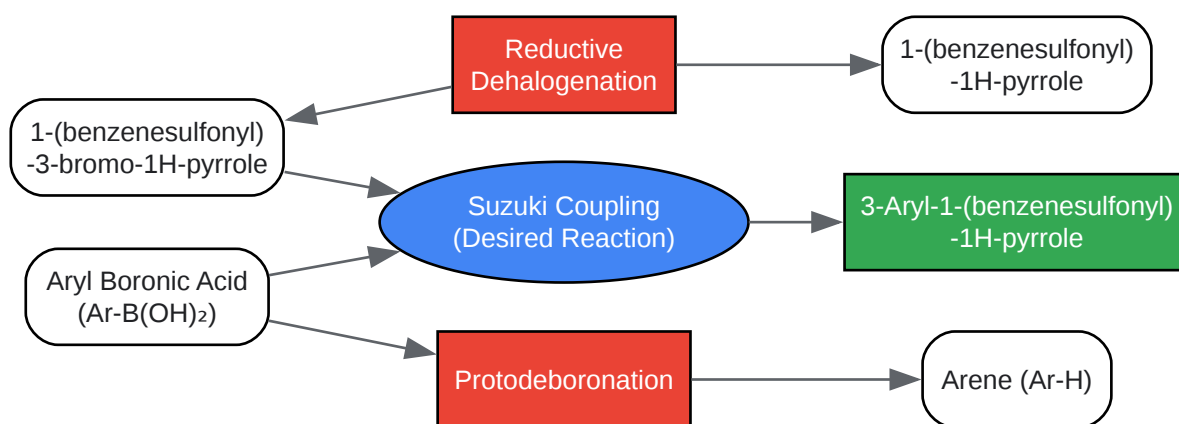 Reductive
Dehalogenation
1-(benzenesulfonyl)
-1H-pyrrole
1-(benzenesulfonyl)
-3-bromo-1H-pyrrole
Suzuki Coupling
(Desired Reaction)
3-Aryl-1-(benzenesulfonyl)
-1H-pyrrole
Aryl Boronic Acid
(Ar-B(OH)₂)
Protodeboronation
Arene (Ar-H)